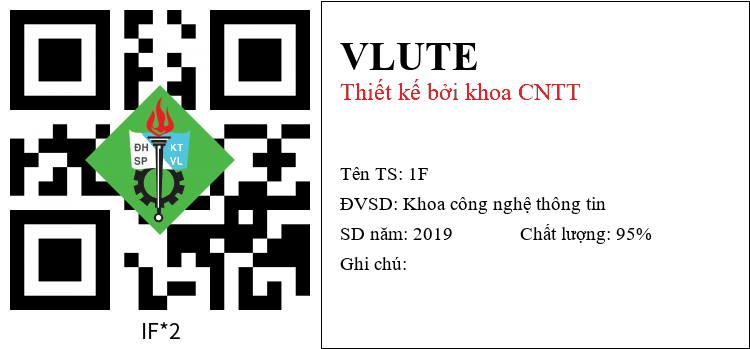 ĐH KT
SP VL
IF*2
VLUTE
Thiết kế bởi khoa CNTT
Tên TS: 1F
ĐVSD: Khoa công nghệ thông tin
SD năm: 2019 Chất lượng: 95%
Ghi chú: